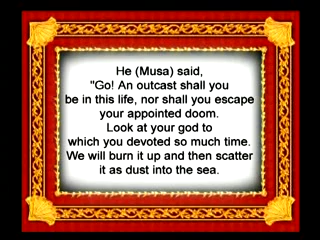 He (Musa) said,
"Go! An outcast shall you
be in this life, nor shall you escape
your appointed doom.
Look at your god to
which you devoted so much time.
We will burn it up and then scatter
it as dust into the sea.